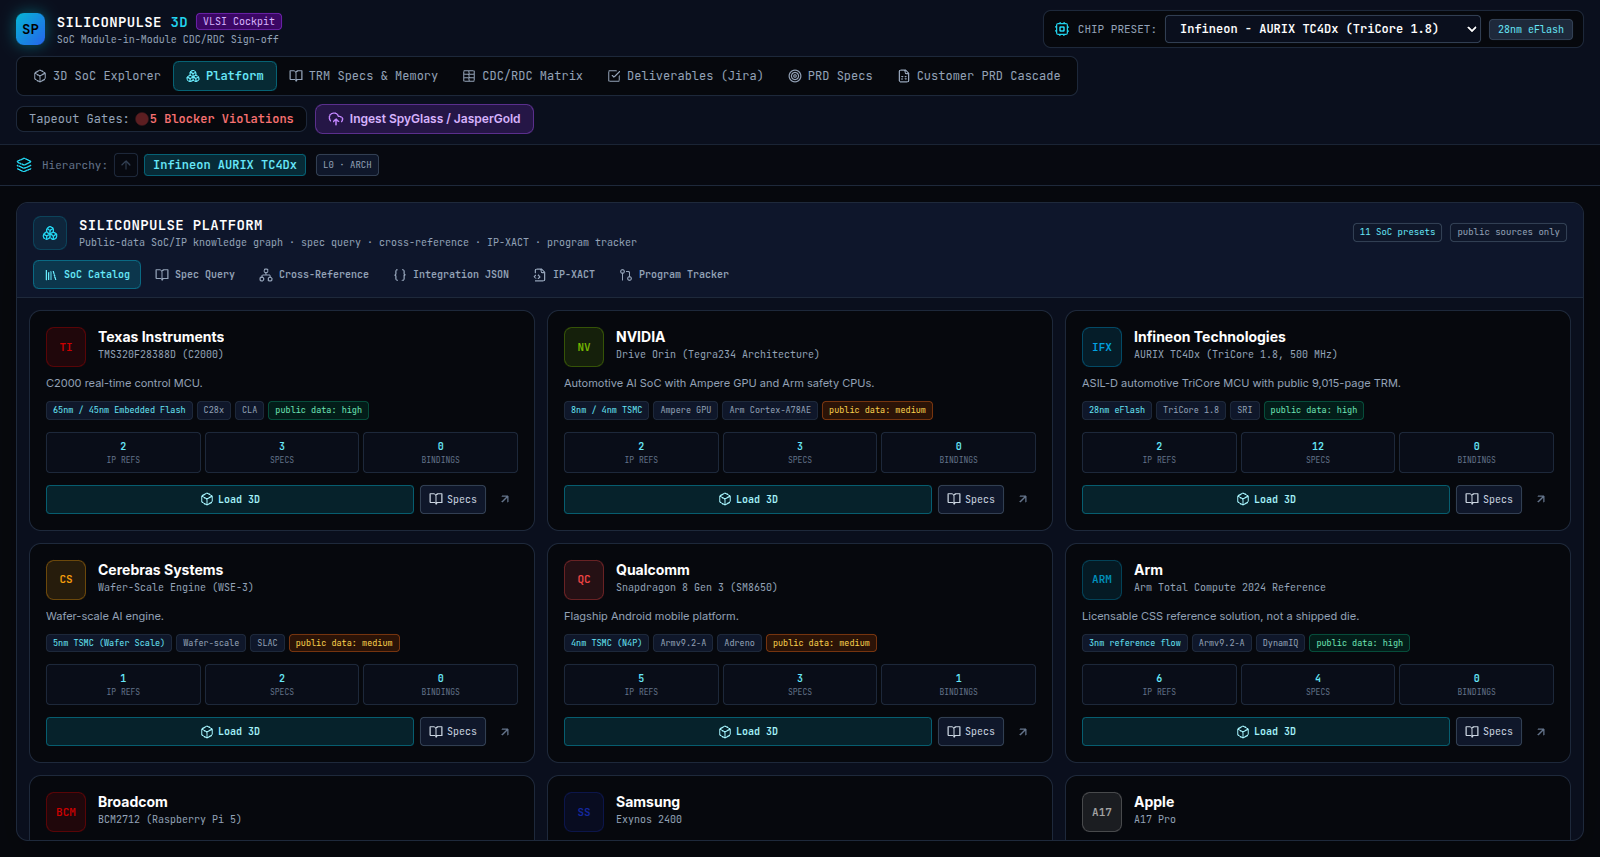 SP
SILICONPULSE 3D
VLSI Cockpit
SoC Module-in-Module CDC/RDC Sign-off
CHIP PRESET:
Infineon - AURIX TC4Dx (TriCore 1.8)
28nm eFlash
3D SoC Explorer
Platform
TRM Specs & Memory
CDC/RDC Matrix
Deliverables (Jira)
PRD Specs
Customer PRD Cascade
Tapeout Gates:
5 Blocker Violations
Ingest SpyGlass / JasperGold
Hierarchy:
Infineon AURIX TC4Dx
L0 · ARCH
SILICONPULSE PLATFORM
Public-data SoC/IP knowledge graph · spec query · cross-reference · IP-XACT · program tracker
11 SoC presets
public sources only
SoC Catalog
Spec Query
Cross-Reference
Integration JSON
IP-XACT
Program Tracker
TI
Texas Instruments
TMS320F28388D (C2000)
C2000 real-time control MCU.
65nm / 45nm Embedded Flash
C28x
CLA
public data: high
2
IP REFS
3
SPECS
0
BINDINGS
Load 3D
Specs
NV
NVIDIA
Drive Orin (Tegra234 Architecture)
Automotive AI SoC with Ampere GPU and Arm safety CPUs.
8nm / 4nm TSMC
Ampere GPU
Arm Cortex-A78AE
public data: medium
2
IP REFS
3
SPECS
0
BINDINGS
Load 3D
Specs
IFX
Infineon Technologies
AURIX TC4Dx (TriCore 1.8, 500 MHz)
ASIL-D automotive TriCore MCU with public 9,015-page TRM.
28nm eFlash
TriCore 1.8
SRI
public data: high
2
IP REFS
12
SPECS
0
BINDINGS
Load 3D
Specs
CS
Cerebras Systems
Wafer-Scale Engine (WSE-3)
Wafer-scale AI engine.
5nm TSMC (Wafer Scale)
Wafer-scale
SLAC
public data: medium
1
IP REFS
2
SPECS
0
BINDINGS
Load 3D
Specs
QC
Qualcomm
Snapdragon 8 Gen 3 (SM8650)
Flagship Android mobile platform.
4nm TSMC (N4P)
Armv9.2-A
Adreno
public data: medium
5
IP REFS
3
SPECS
1
BINDINGS
Load 3D
Specs
ARM
Arm
Arm Total Compute 2024 Reference
Licensable CSS reference solution, not a shipped die.
3nm reference flow
Armv9.2-A
DynamIQ
public data: high
6
IP REFS
4
SPECS
0
BINDINGS
Load 3D
Specs
BCM
Broadcom
BCM2712 (Raspberry Pi 5)
SS
Samsung
Exynos 2400
A17
Apple
A17 Pro